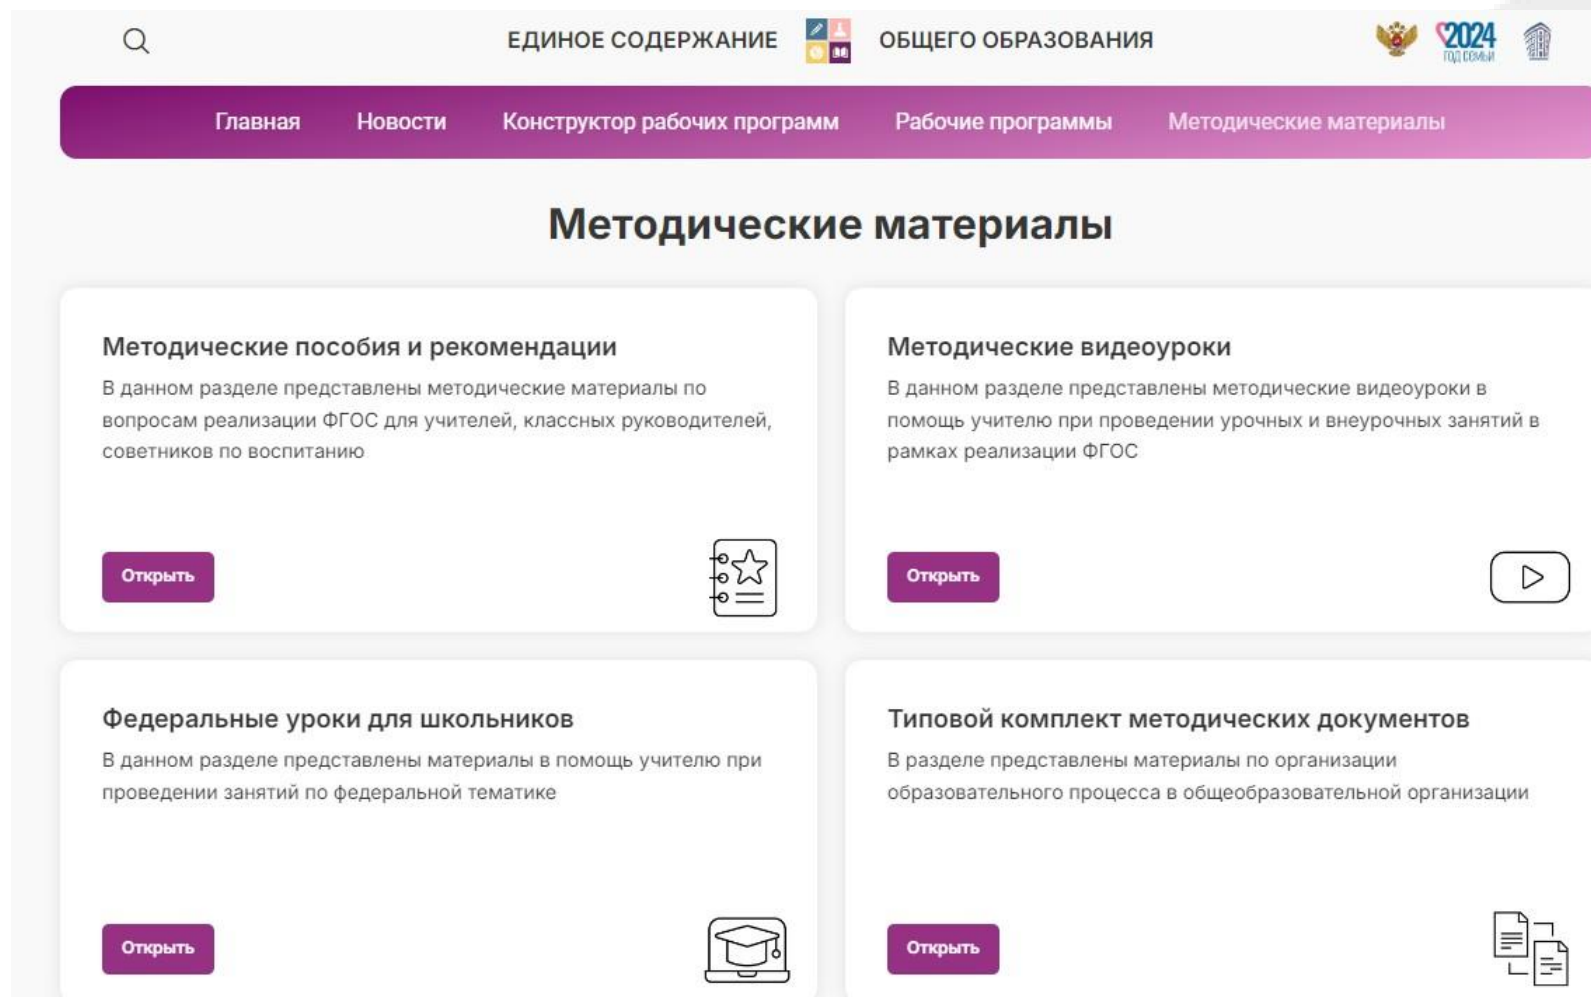 ЕДИНОЕ СОДЕРЖАНИЕ ОБЩЕГО ОБРАЗОВАНИЯ
2024
ГОД СЕМЬИ
Главная Новости Конструктор рабочих программ Рабочие программы Методические материалы
Методические материалы
Методические пособия и рекомендации
В данном разделе представлены методические материалы по
вопросам реализации ФГОС для учителей, классных руководителей,
советников по воспитанию
Открыть
Методические видеоуроки
В данном разделе представлены методические видеоуроки в
помощь учителю при проведении урочных и внеурочных занятий в
рамках реализации ФГОС
Открыть
Федеральные уроки для школьников
В данном разделе представлены материалы в помощь учителю при
проведении занятий по федеральной тематике
Открыть
Типовой комплект методических документов
В разделе представлены материалы по организации
образовательного процесса в общеобразовательной организации
Открыть